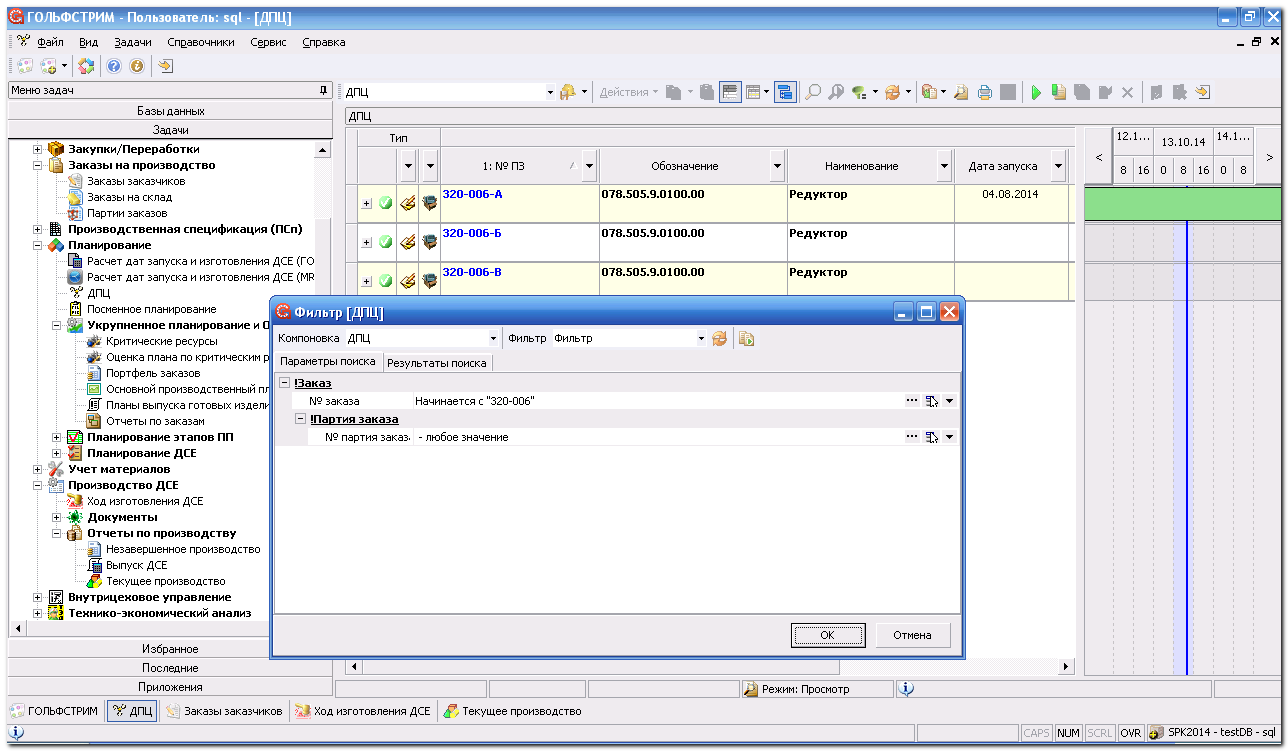 ГОЛЬФСТРИМ - Пользователь: sql - [ДПЦ]
Файл Вид Задачи Справочники Сервис Справка
Меню задач
ДПЦ
Действия
Базы данных
Задачи
Закупки/Переработки
Заказы на производство
Заказы заказчиков
Заказы на склад
Партии заказов
Производственная спецификация (ПСп)
Планирование
Расчет дат запуска и изготовления ДСЕ (ГО
Расчет дат запуска и изготовления ДСЕ (MR
ДПЦ
Посменное планирование
Укрупненное планирование и О
Критические ресурсы
Оценка плана по критическим р
Портфель заказов
Основной производственный пл
Планы выпуска готовых издели
Отчеты по заказам
Планирование этапов ПП
Планирование ДСЕ
Учет материалов
Производство ДСЕ
Ход изготовления ДСЕ
Документы
Отчеты по производству
Незавершенное производство
Выпуск ДСЕ
Текущее производство
Внутрицеховое управление
Технико-экономический анализ
Избранное
Последние
Приложения
ДПЦ
Тип
1: № ПЗ Обозначение Наименование Дата запуска
320-006-А 078.505.9.0100.00 Редуктор 04.08.2014
320-006-Б 078.505.9.0100.00 Редуктор
320-006-В 078.505.9.0100.00 Редуктор
< 12.1... 13.10.14 14.1... >
8 16 0 8 16 0 8
Фильтр [ДПЦ]
Компоновка ДПЦ Фильтр Фильтр
Параметры поиска Результаты поиска
!Заказ
№ заказа Начинается с "320-006"
!Партия заказа
№ партия заказа - любое значение
OK Отмена
Режим: Просмотр
ГОЛЬФСТРИМ ДПЦ Заказы заказчиков Ход изготовления ДСЕ Текущее производство
CAPS NUM SCRL OVR SPK2014 - testDB - sql